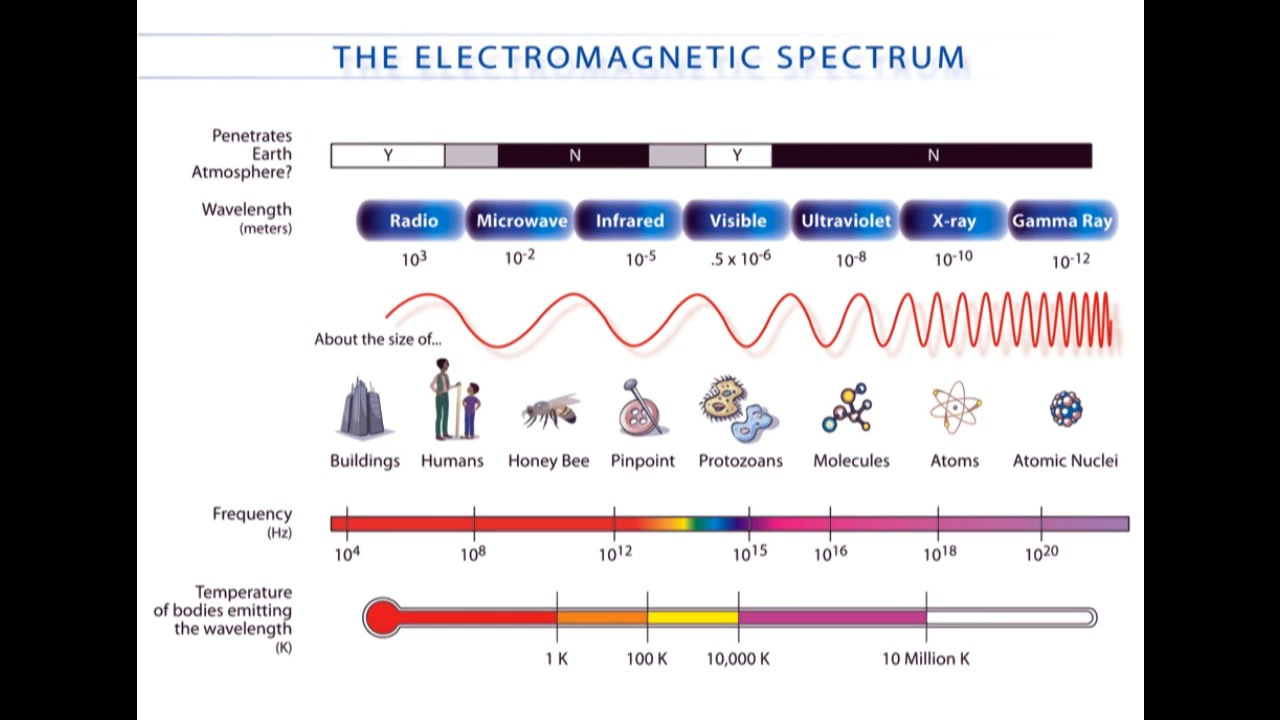 THE ELECTROMAGNETIC SPECTRUM
Penetrates
Earth
Atmosphere?
Y N Y N
Wavelength
(meters)
Radio Microwave Infrared Visible Ultraviolet X-ray Gamma Ray
10³ 10⁻² 10⁻⁵ .5 x 10⁻⁶ 10⁻⁸ 10⁻¹⁰ 10⁻¹²
About the size of...
Buildings Humans Honey Bee Pinpoint Protozoans Molecules Atoms Atomic Nuclei
Frequency
(Hz)
10⁴ 10⁸ 10¹² 10¹⁵ 10¹⁶ 10¹⁸ 10²⁰
Temperature
of bodies emitting
the wavelength
(K)
1 K 100 K 10,000 K 10 Million K